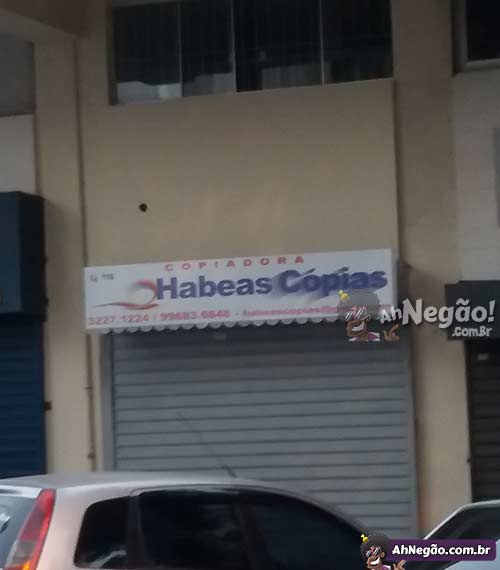 COPIADORA
Habeas Cópias
3227.1224 / 99683.6848 -
AhNegão!
.com.br
AhNegão.com.br